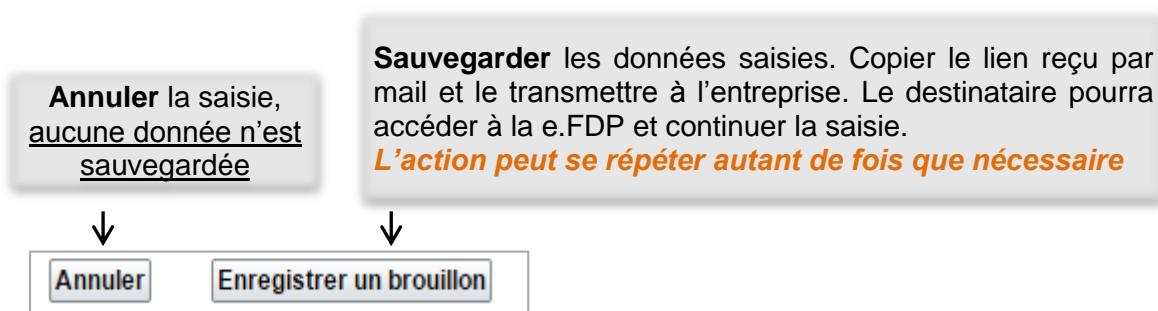 Annuler la saisie,
aucune donnée n’est
sauvegardée
Sauvegarder les données saisies. Copier le lien reçu par
mail et le transmettre à l’entreprise. Le destinataire pourra
accéder à la e.FDP et continuer la saisie.
L’action peut se répéter autant de fois que nécessaire
Annuler
Enregistrer un brouillon